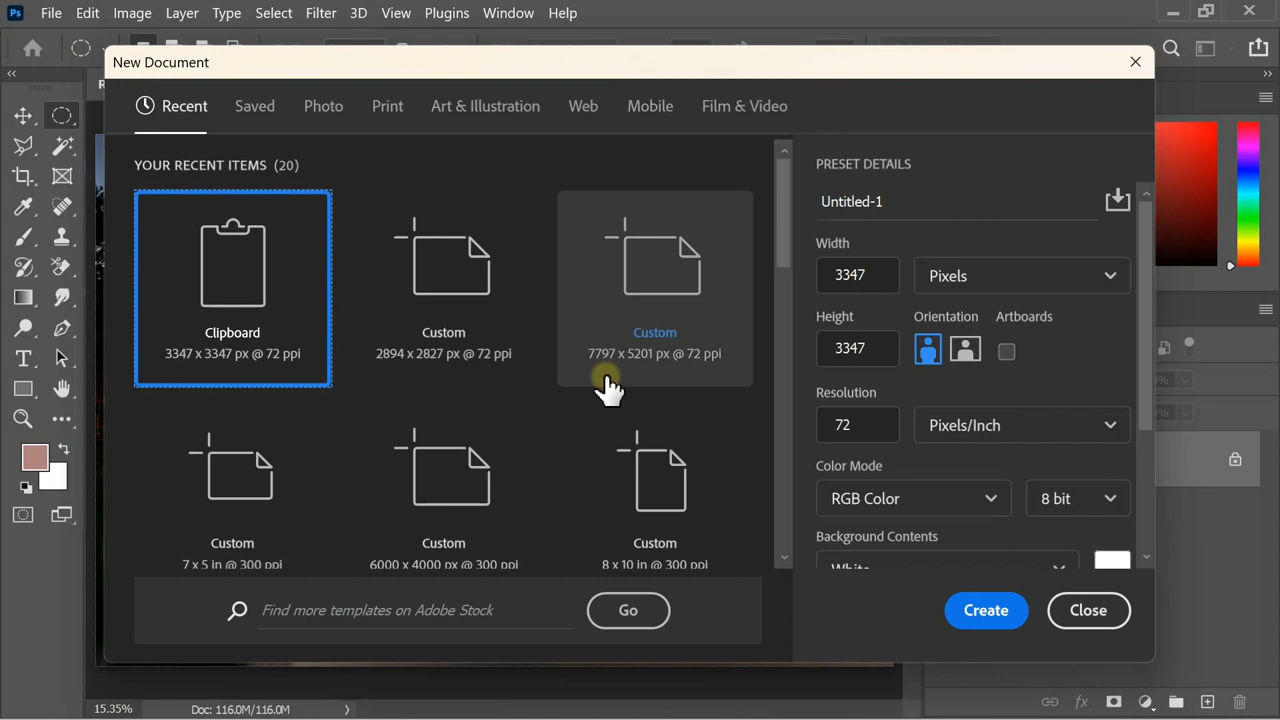 Ps File Edit Image Layer Type Select Filter 3D View Plugins Window Help
New Document
Recent Saved Photo Print Art & Illustration Web Mobile Film & Video
YOUR RECENT ITEMS (20)
Clipboard
3347 x 3347 px @ 72 ppi
Custom
2894 x 2827 px @ 72 ppi
Custom
7797 x 5201 px @ 72 ppi
Custom
7 x 5 in @ 300 ppi
Custom
6000 x 4000 px @ 300 ppi
Custom
8 x 10 in @ 300 ppi
Find more templates on Adobe Stock
Go
PRESET DETAILS
Untitled-1
Width
3347 Pixels
Height Orientation Artboards
3347
Resolution
72 Pixels/Inch
Color Mode
RGB Color 8 bit
Background Contents
White
Create Close
15.35% Doc: 116.0M/116.0M